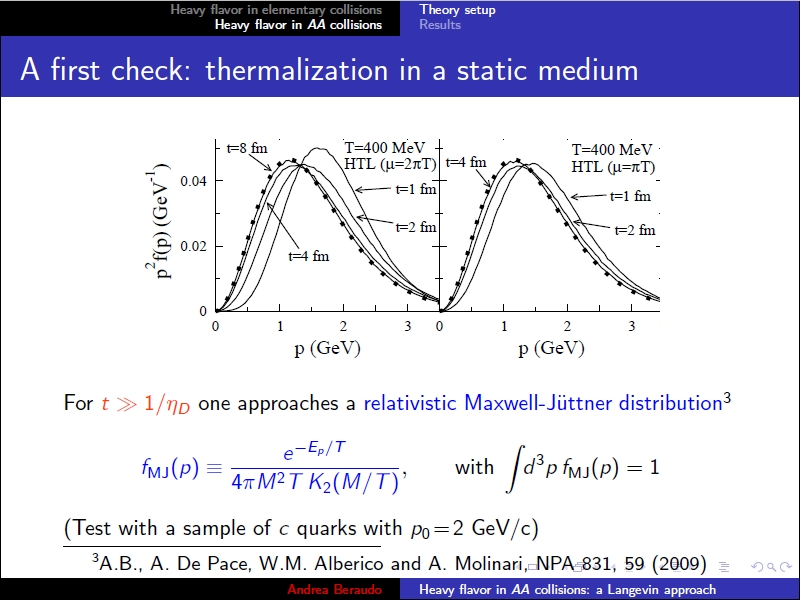 Heavy flavor in elementary collisions Theory setup
Heavy flavor in AA collisions Results
A first check: thermalization in a static medium
t=8 fm T=400 MeV
HTL (μ=2πT)
t=1 fm
t=2 fm
t=4 fm
T=400 MeV
HTL (μ=πT)
t=4 fm
t=1 fm
t=2 fm
p²f(p) (GeV⁻¹)
0.04
0.02
0
0 1 2 3 0 1 2 3
p (GeV) p (GeV)
For t ≫ 1/η_D one approaches a relativistic Maxwell-Jüttner distribution³
f_MJ(p) ≡ e^{−E_p/T} / 4πM²T K₂(M/T), with ∫d³p f_MJ(p) = 1
(Test with a sample of c quarks with p₀=2 GeV/c)
³A.B., A. De Pace, W.M. Alberico and A. Molinari, NPA 831, 59 (2009)
Andrea Beraudo Heavy flavor in AA collisions: a Langevin approach